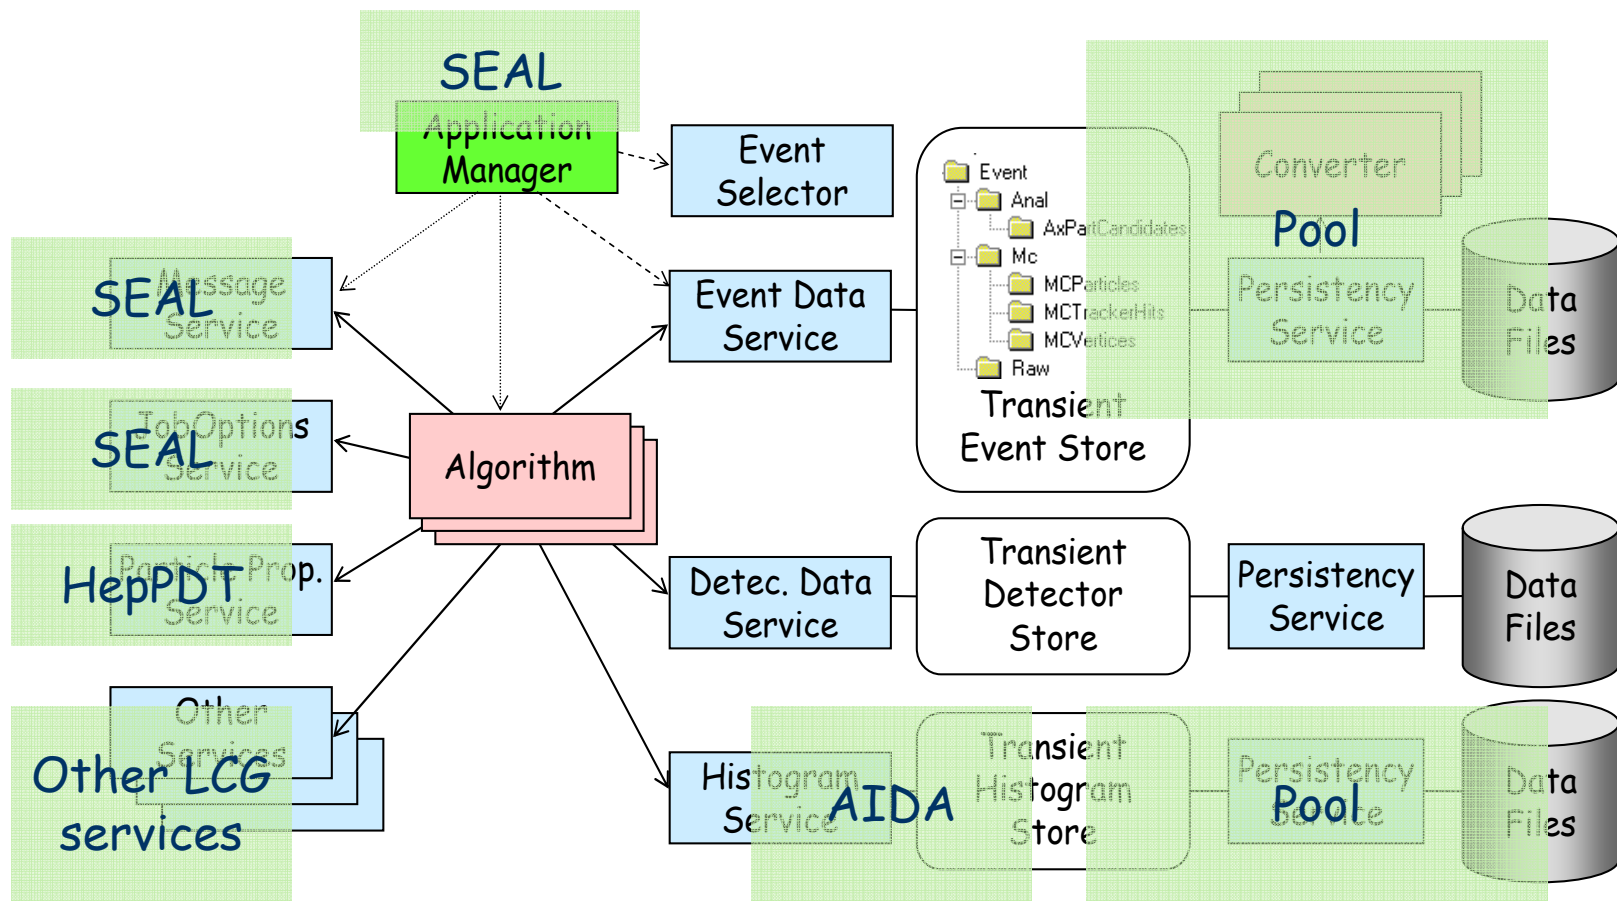 SEAL
Application
Manager
Event
Selector
Event
Anal
AxPartCandidates
Mc
MCParticles
MCTrackerHits
MCVertices
Raw
Transient
Event Store
Converter
Pool
Persistency
Service
Data
Files
SEAL
Message
Service
Event Data
Service
SEAL
JobOptions
Service
Algorithm
HepPDT
Particle Prop.
Service
Detec. Data
Service
Transient
Detector
Store
Persistency
Service
Data
Files
Other
Services
Other LCG
services
Histogram
Service
AIDA
Transient
Histogram
Store
Persistency
Service
Pool
Data
Files